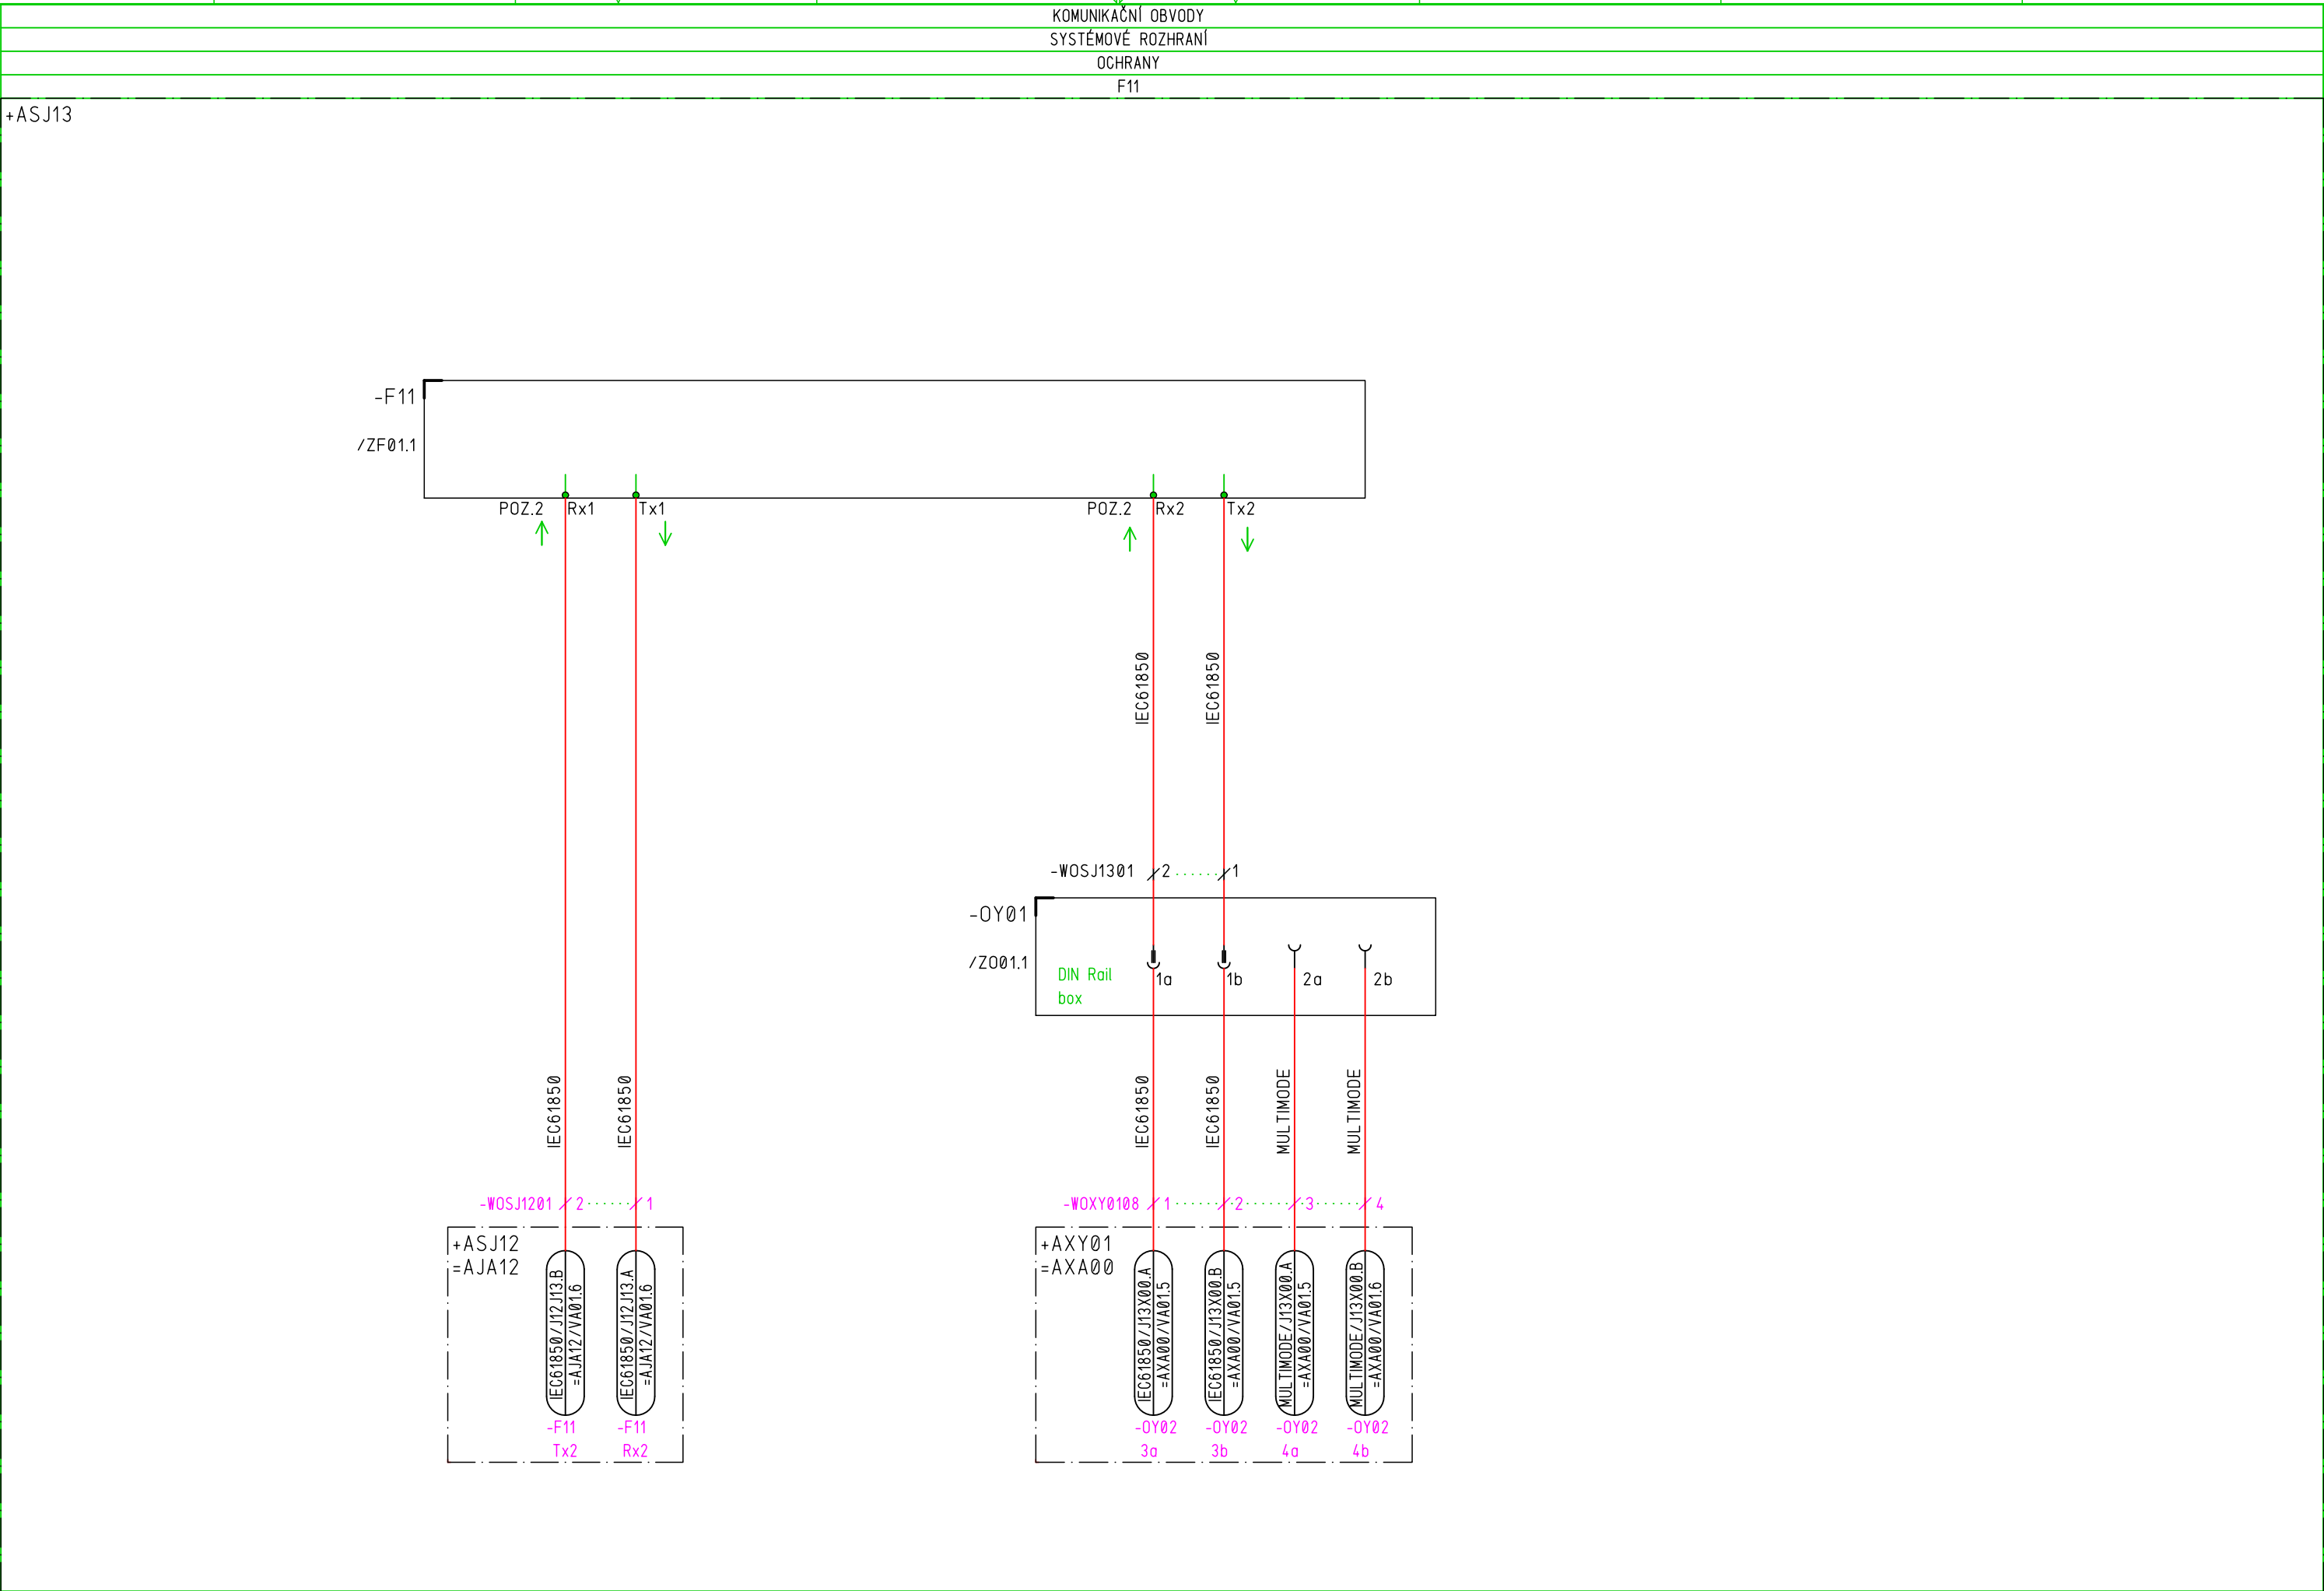 KOMUNIKAČNÍ OBVODY
SYSTÉMOVÉ ROZHRANÍ
OCHRANY
F11
+ASJ13
-F11
/ZF01.1
POZ.2 Rx1 Tx1 POZ.2 Rx2 Tx2
IEC61850 IEC61850
-WOSJ1301 2 1
-OY01
/ZO01.1
DIN Rail
box
1a 1b 2a 2b
IEC61850 IEC61850 IEC61850 IEC61850 MULTIMODE MULTIMODE
-WOSJ1201 2 1 -WOXY0108 1 2 3 4
+ASJ12
=AJA12
IEC61850/J12J13.B
=AJA12/VA01.6
IEC61850/J12J13.A
=AJA12/VA01.6
-F11 -F11
Tx2 Rx2
+AXY01
=AXA00
IEC61850/J13X00.A
=AXA00/VA01.5
IEC61850/J13X00.B
=AXA00/VA01.5
MULTIMODE/J13X00.A
=AXA00/VA01.5
MULTIMODE/J13X00.B
=AXA00/VA01.6
-OY02 -OY02 -OY02 -OY02
3a 3b 4a 4b